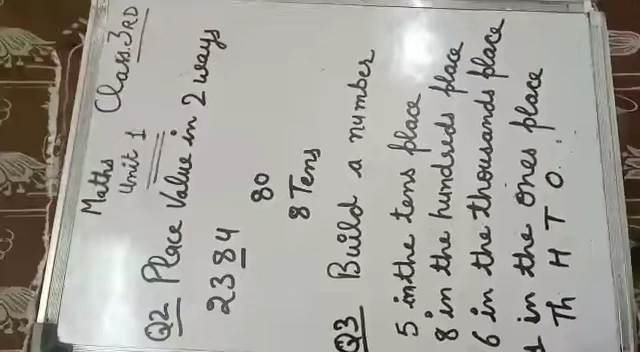 Maths Class. 3RD
Unit 1
Q2 Place Value in 2 ways
2384 80
8 Tens
Q3 Build a number
5 in the tens place
8 in the hundreds place
6 in the thousands place
1 in the ones place
Th H T O